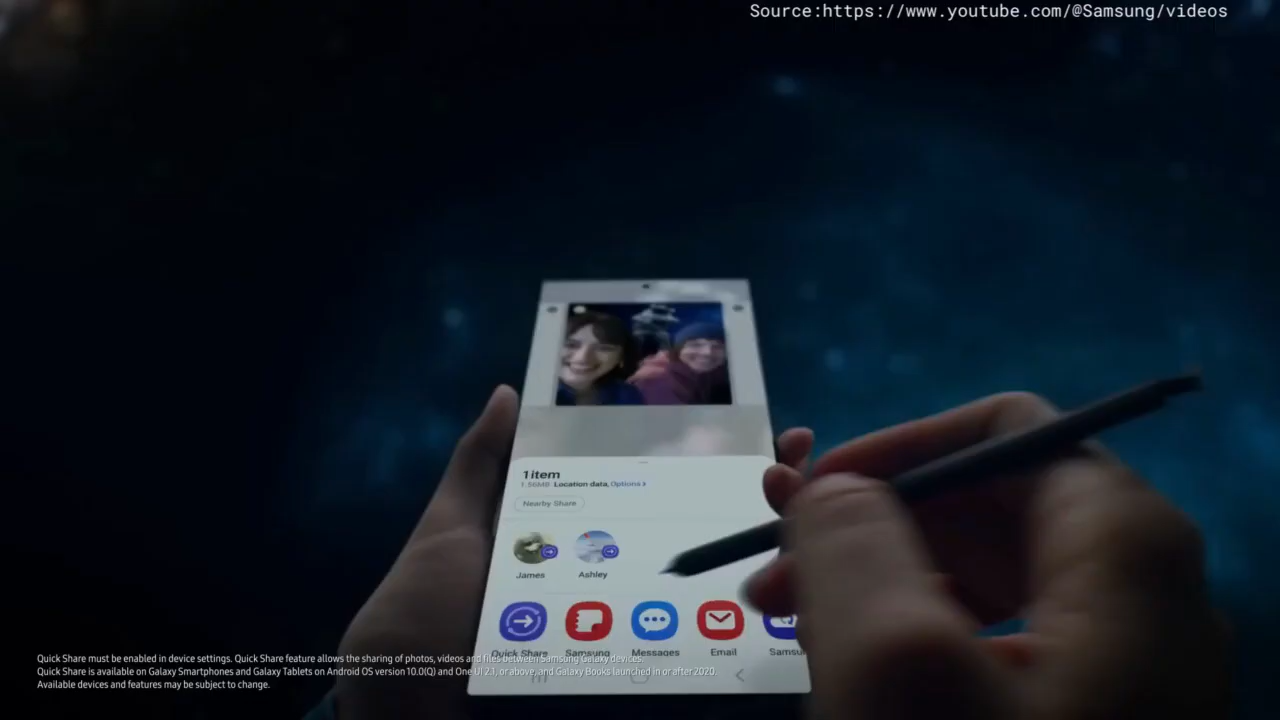 Source:https://www.youtube.com/@Samsung/videos
1 item
1.86MB Location data, Options >
Nearby Share
James Ashley
Quick Share Samsung Messages Email Samsu
Quick Share must be enabled in device settings. Quick Share feature allows the sharing of photos, videos and files between Samsung Galaxy devices.
Quick Share is available on Galaxy Smartphones and Galaxy Tablets on Android OS version 10.0(Q) and One UI 2.1, or above, and Galaxy Books launched in or after 2020.
Available devices and features may be subject to change.